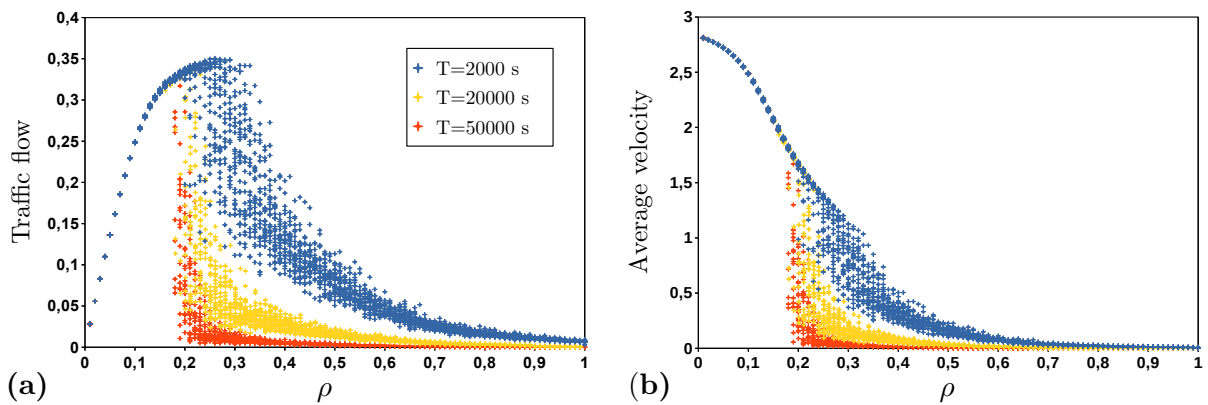 0,4
0,35
0,3
0,25
0,2
0,15
0,1
0,05
0
Traffic flow
T=2000 s
T=20000 s
T=50000 s
0 0,1 0,2 0,3 0,4 0,5 0,6 0,7 0,8 0,9 1
ρ
(a)
3
2,5
2
1,5
1
0,5
0
Average velocity
0 0,1 0,2 0,3 0,4 0,5 0,6 0,7 0,8 0,9 1
ρ
(b)